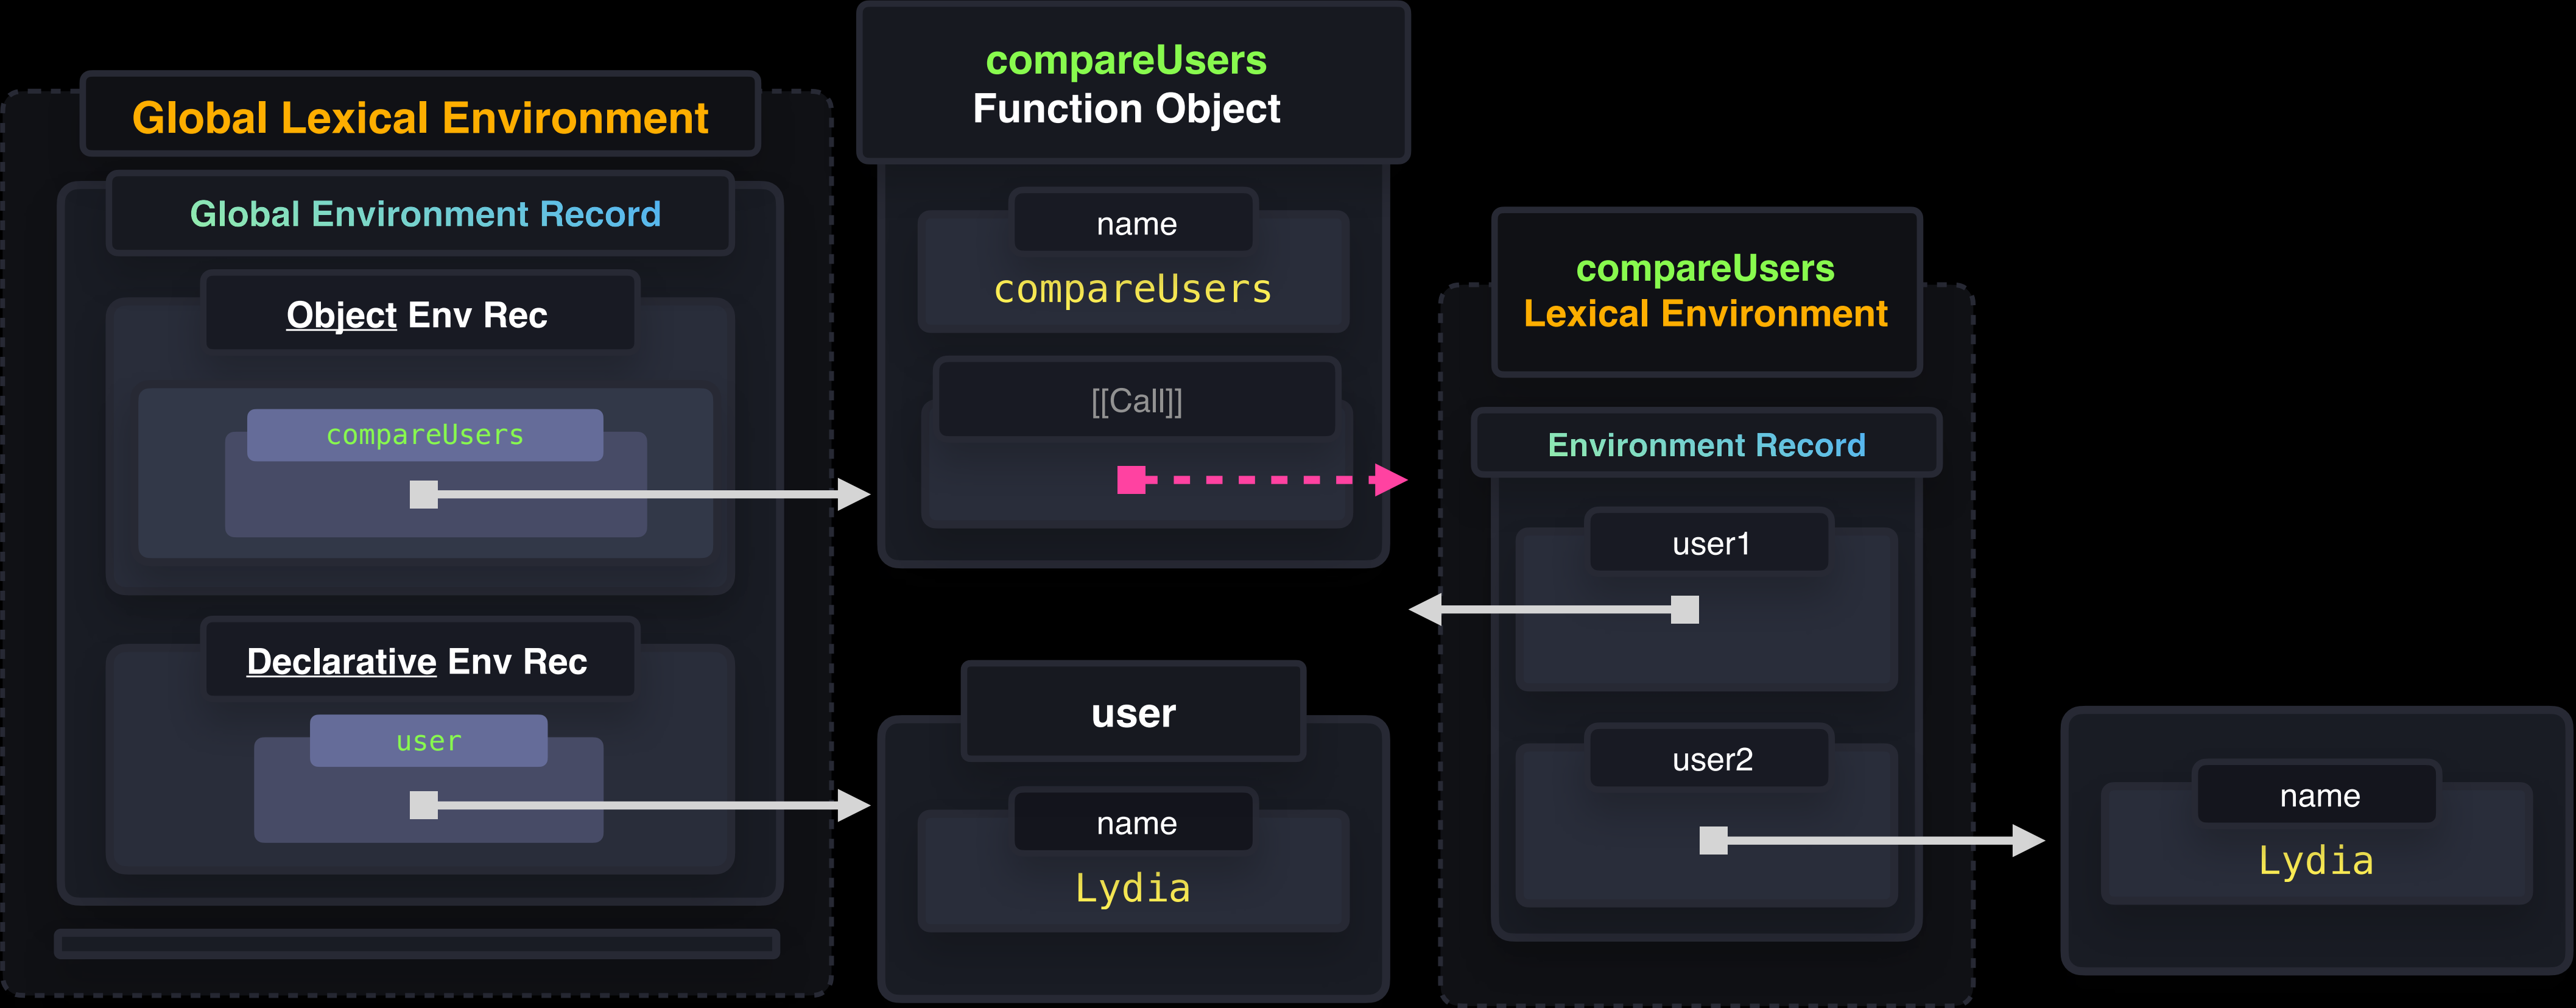 Global Lexical Environment
Global Environment Record
Object Env Rec
compareUsers
Declarative Env Rec
user
compareUsers
Function Object
name
compareUsers
[[Call]]
user
name
Lydia
compareUsers
Lexical Environment
Environment Record
user1
user2
name
Lydia